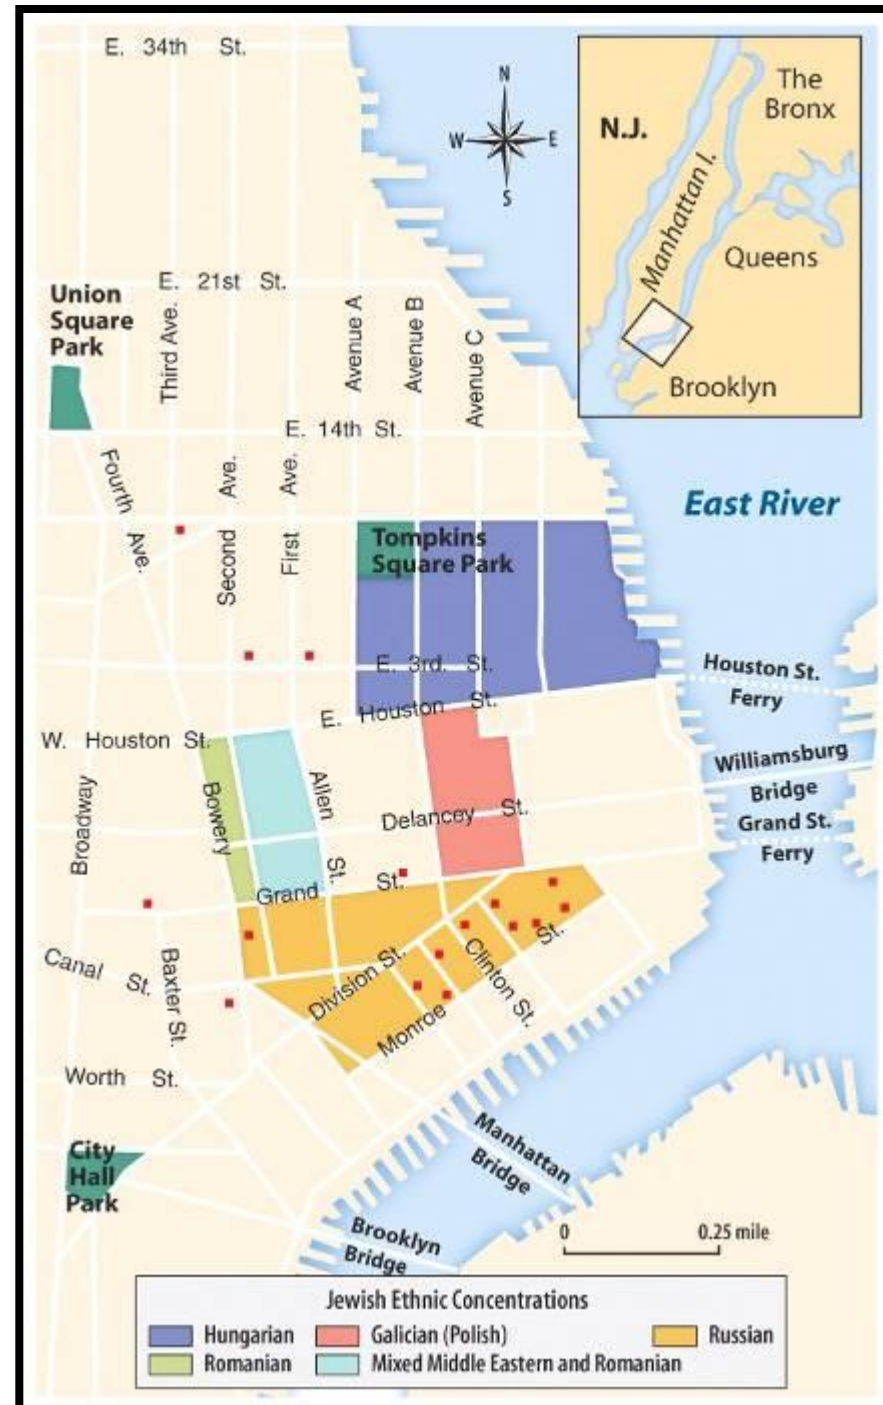 E. 34th St.
N
W
E
S
N.J.
The
Bronx
Manhattan I.
Queens
Brooklyn
Union
Square
Park
E. 21st St.
Third Ave.
Avenue A
Avenue B
Avenue C
E. 14th St.
Fourth Ave.
Second Ave.
First Ave.
East River
Tompkins
Square Park
E. 3rd. St.
Houston St.
Ferry
E. Houston St.
W. Houston St.
Williamsburg
Bridge
Broadway
Bowery
Allen St.
Delancey St.
Grand St.
Ferry
Grand St.
Canal St.
Baxter St.
Division St.
Clinton St.
Monroe St.
Worth St.
Manhattan
Bridge
City
Hall
Park
Brooklyn
Bridge
0
0.25 mile
Jewish Ethnic Concentrations
Hungarian
Galician (Polish)
Russian
Romanian
Mixed Middle Eastern and Romanian